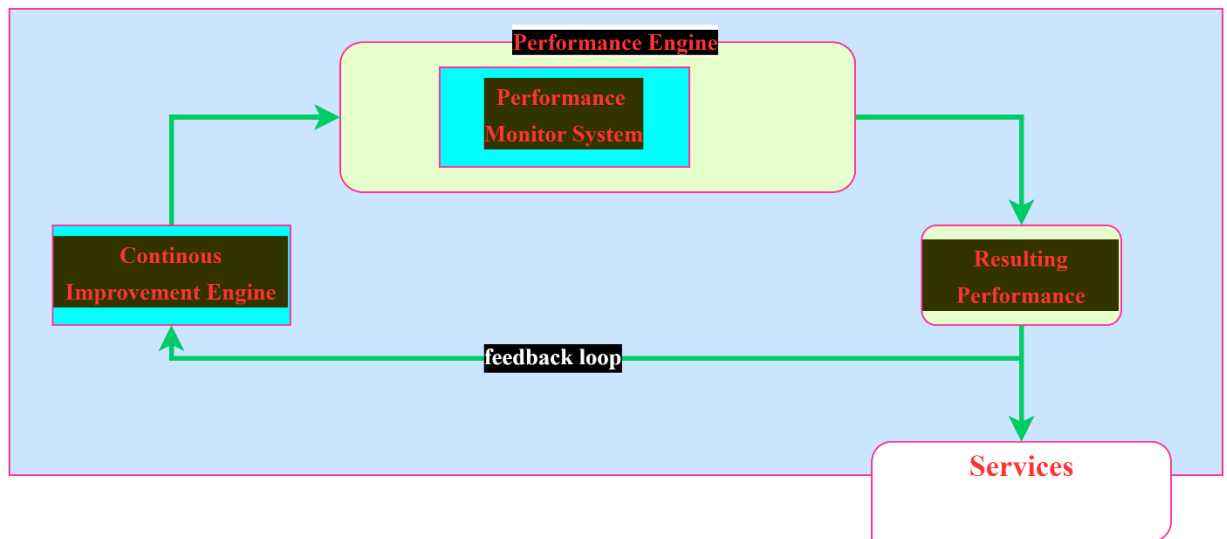 Performance Engine
Performance
Monitor System
Continous
Improvement Engine
Resulting
Performance
feedback loop
Services